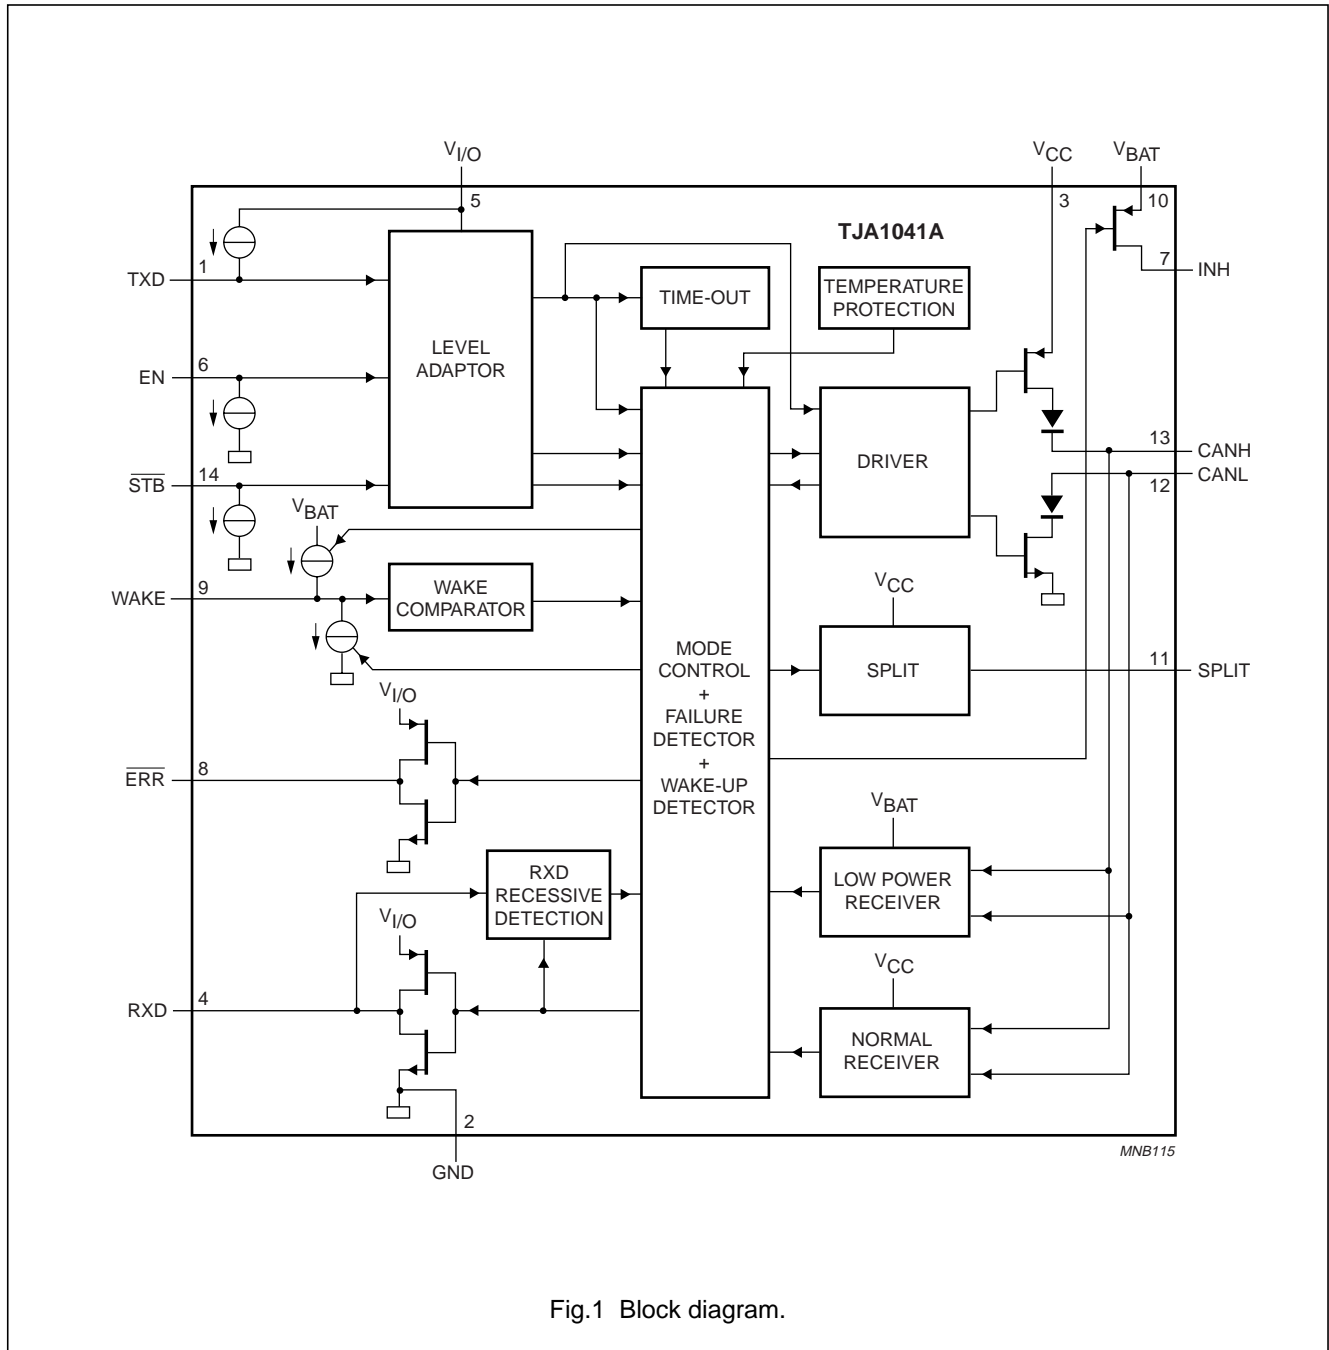 VI/O
VCC
VBAT
5
3
10
TJA1041A
1
TXD
7
INH
TIME-OUT
TEMPERATURE
PROTECTION
LEVEL
ADAPTOR
6
EN
13
CANH
DRIVER
CANL
12
14
STB
VBAT
9
WAKE
WAKE
COMPARATOR
VCC
MODE
CONTROL
+
FAILURE
DETECTOR
+
WAKE-UP
DETECTOR
SPLIT
11
SPLIT
VI/O
8
ERR
VBAT
LOW POWER
RECEIVER
RXD
RECESSIVE
DETECTION
VI/O
VCC
4
RXD
NORMAL
RECEIVER
2
GND
MNB115
Fig.1 Block diagram.